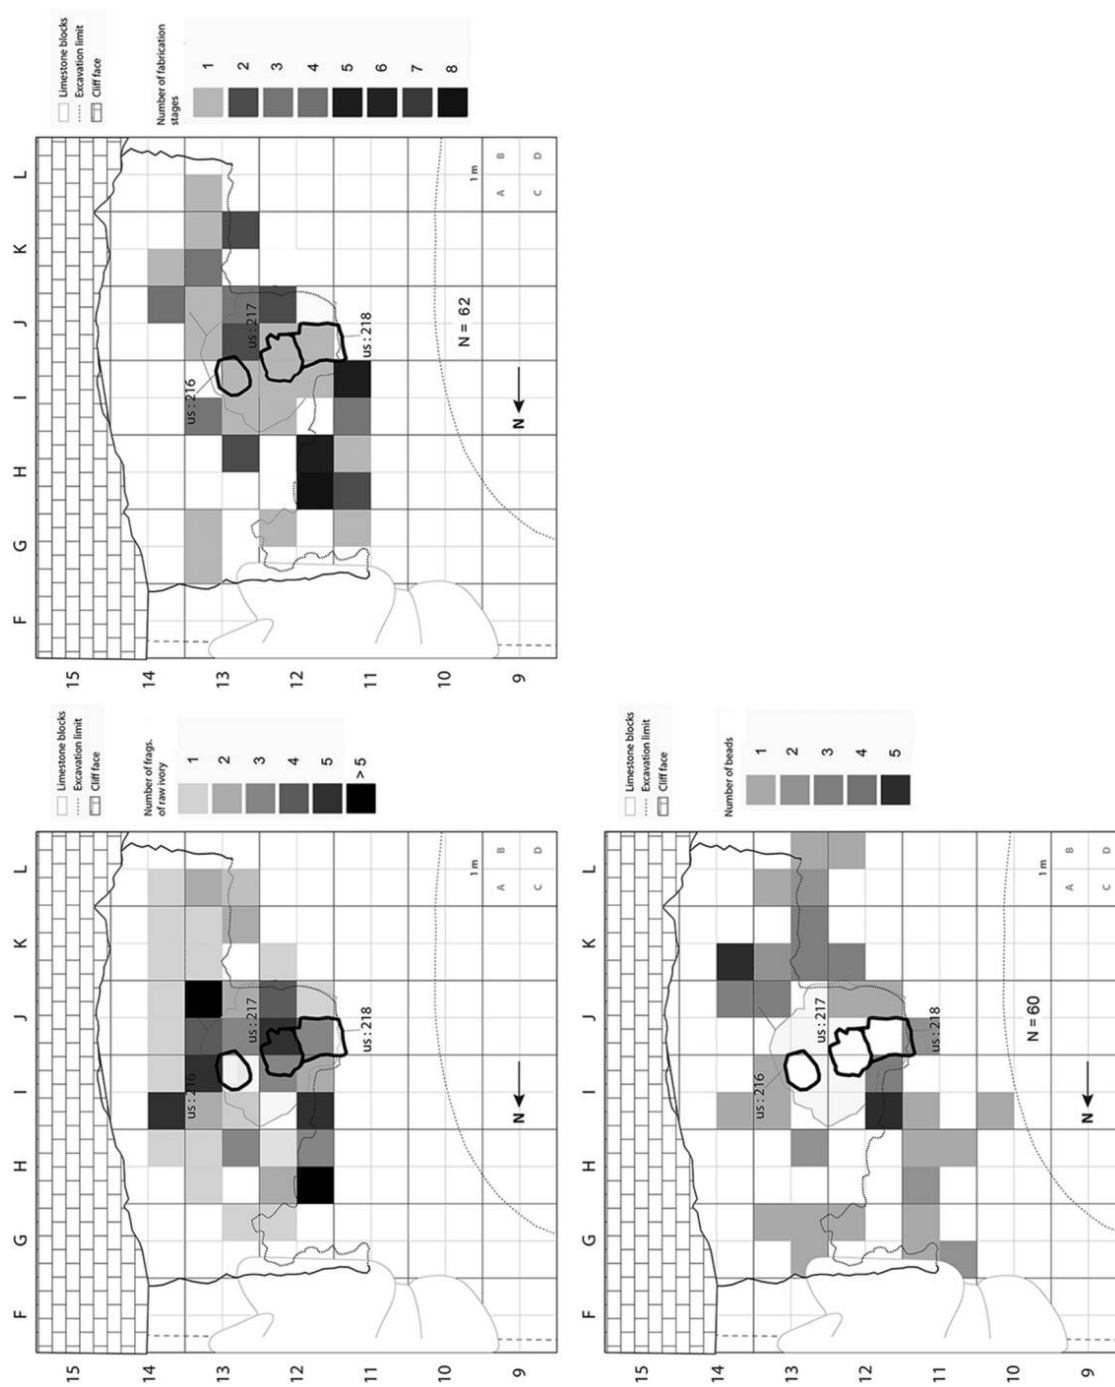 Limestone blocks
Excavation limit
Cliff face
Number of fabrication
stages
1
2
3
4
5
6
7
8
L
K
J
I
H
G
F
15
14
13
12
11
10
9
us : 216
us : 217
us : 218
N = 62
N
1 m
A B
C D
Limestone blocks
Excavation limit
Cliff face
Number of frags.
of raw ivory
1
2
3
4
5
> 5
L
K
J
I
H
G
F
15
14
13
12
11
10
9
us : 216
us : 217
us : 218
N
1 m
A B
C D
Limestone blocks
Excavation limit
Cliff face
Number of beads
1
2
3
4
5
L
K
J
I
H
G
F
15
14
13
12
11
10
9
us : 216
us : 217
us : 218
N = 60
N
1 m
A B
C D